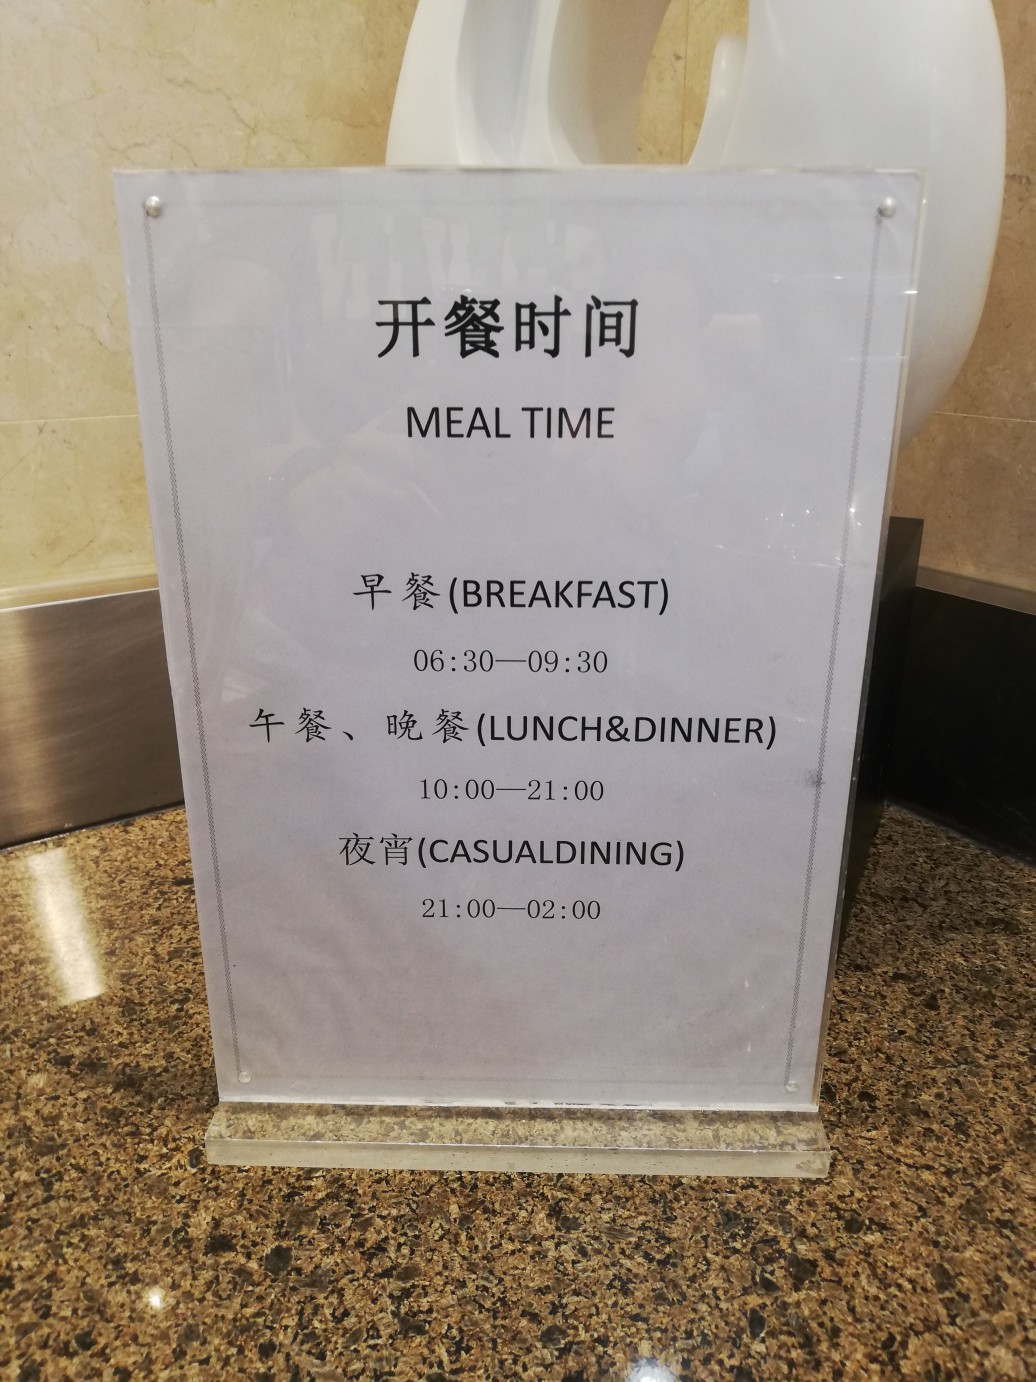 开餐时间
MEAL TIME
早餐(BREAKFAST)
06:30—09:30
午餐、晚餐(LUNCH&DINNER)
10:00—21:00
夜宵(CASUALDINING)
21:00—02:00